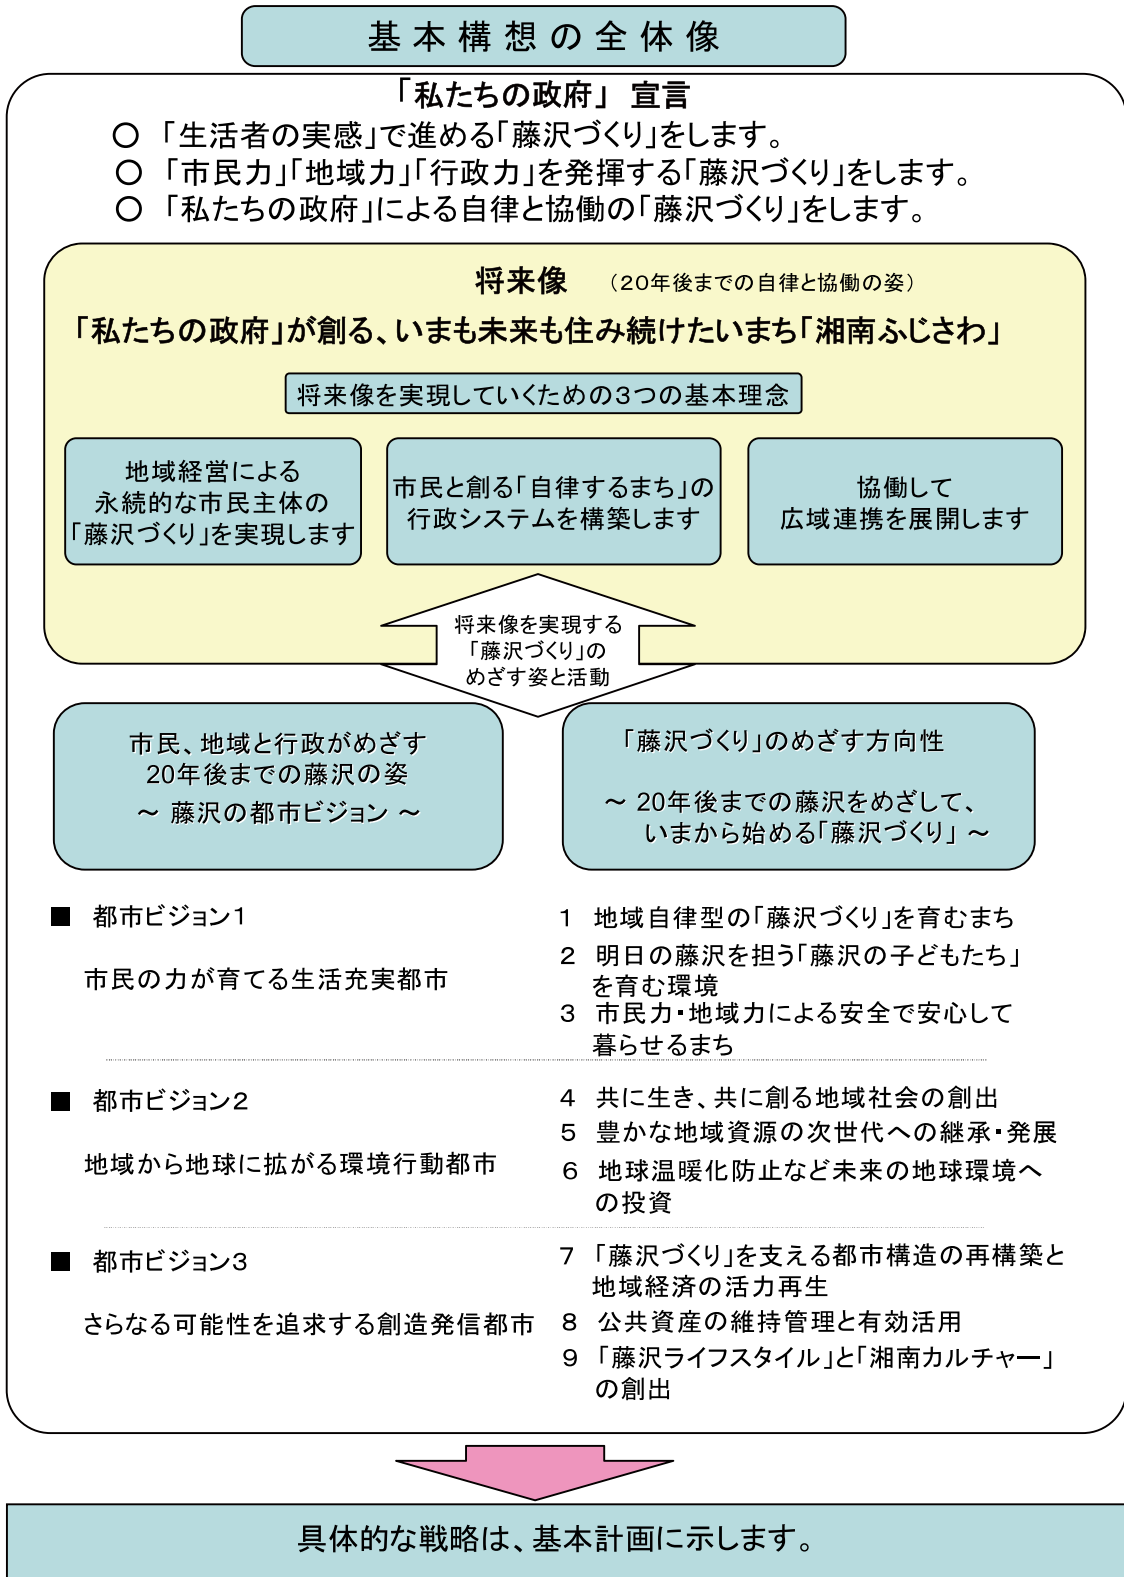 基本構想の全体像
「私たちの政府」 宣言
○ 「生活者の実感」で進める「藤沢づくり」をします。
○ 「市民力」「地域力」「行政力」を発揮する「藤沢づくり」をします。
○ 「私たちの政府」による自律と協働の「藤沢づくり」をします。
将来像 （20年後までの自律と協働の姿）
「私たちの政府」が創る、いまも未来も住み続けたいまち「湘南ふじさわ」
将来像を実現していくための３つの基本理念
地域経営による
永続的な市民主体の
「藤沢づくり」を実現します
市民と創る「自律するまち」の
行政システムを構築します
協働して
広域連携を展開します
将来像を実現する
「藤沢づくり」の
めざす姿と活動
市民、地域と行政がめざす
20年後までの藤沢の姿
～ 藤沢の都市ビジョン ～
「藤沢づくり」のめざす方向性
～ 20年後までの藤沢をめざして、
いまから始める「藤沢づくり」 ～
■ 都市ビジョン１
市民の力が育てる生活充実都市
１ 地域自律型の「藤沢づくり」を育むまち
２ 明日の藤沢を担う「藤沢の子どもたち」
を育む環境
３ 市民力・地域力による安全で安心して
暮らせるまち
■ 都市ビジョン２
地域から地球に拡がる環境行動都市
４ 共に生き、共に創る地域社会の創出
５ 豊かな地域資源の次世代への継承・発展
６ 地球温暖化防止など未来の地球環境へ
の投資
■ 都市ビジョン３
さらなる可能性を追求する創造発信都市
７ 「藤沢づくり」を支える都市構造の再構築と
地域経済の活力再生
８ 公共資産の維持管理と有効活用
９ 「藤沢ライフスタイル」と「湘南カルチャー」
の創出
具体的な戦略は、基本計画に示します。